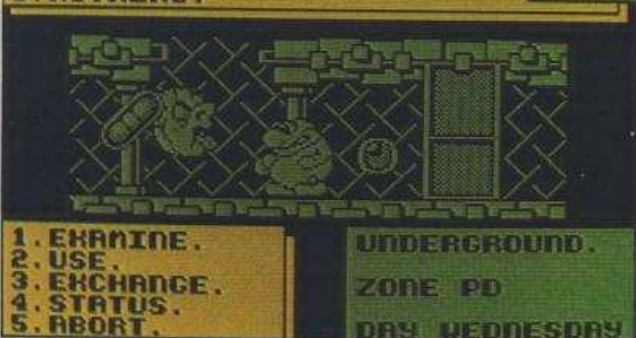 1.EXAMINE.
2.USE.
3.EXCHANGE.
4.STATUS.
5.ABORT.
UNDERGROUND.
ZONE PD
DAY WEDNESDAY